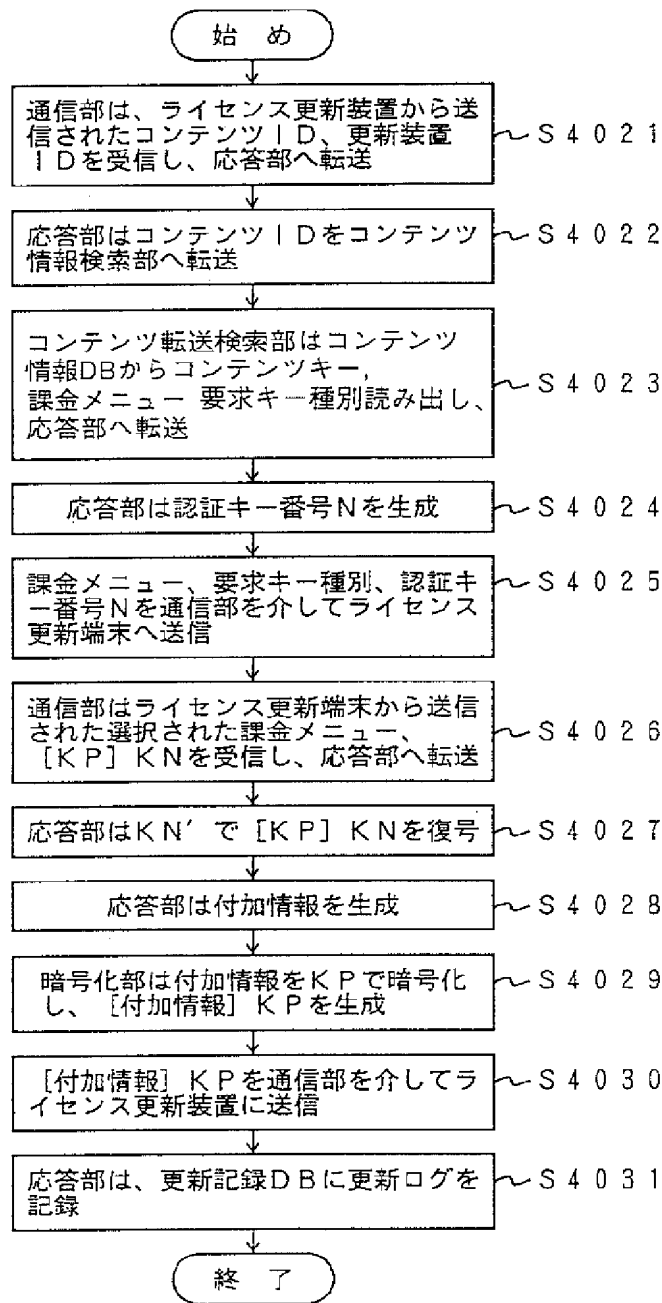 始 め
通信部は、ライセンス更新装置から送
信されたコンテンツID、更新装置
IDを受信し、応答部へ転送
S4021
応答部はコンテンツIDをコンテンツ
情報検索部へ転送
S4022
コンテンツ転送検索部はコンテンツ
情報DBからコンテンツキー,
課金メニュー 要求キー種別読み出し、
応答部へ転送
S4023
応答部は認証キー番号Nを生成
S4024
課金メニュー、要求キー種別、認証キ
ー番号Nを通信部を介してライセンス
更新端末へ送信
S4025
通信部はライセンス更新端末から送信
された選択された課金メニュー、
[KP] KNを受信し、応答部へ転送
S4026
応答部はKN′で[KP] KNを復号
S4027
応答部は付加情報を生成
S4028
暗号化部は付加情報をKPで暗号化
し、[付加情報] KPを生成
S4029
[付加情報] KPを通信部を介してラ
イセンス更新装置に送信
S4030
応答部は、更新記録DBに更新ログを
記録
S4031
終 了